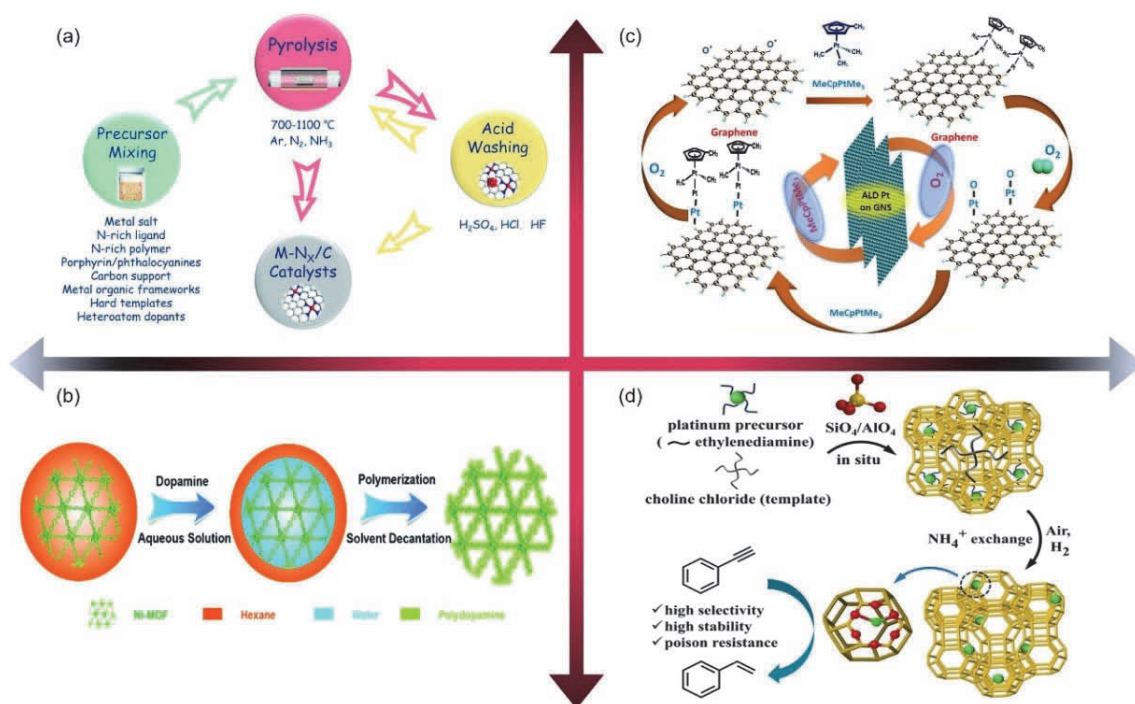 (a)
Pyrolysis
700-1100 °C
Ar, N₂, NH₃
Precursor
Mixing
Metal salt
N-rich ligand
N-rich polymer
Porphyrin/phthalocyanines
Carbon support
Metal organic frameworks
Hard templates
Heteroatom dopants
Acid
Washing
H₂SO₄, HCl, HF
M-Nₓ/C
Catalysts
(b)
Dopamine
Aqueous Solution
Polymerization
Solvent Decantation
Ni-MOF
Hexane
Water
Polydopamine
(c)
MeCpPtMe₃
Graphene
Graphene
O₂
O₂
MeCpPtMe₃
O₂
ALD Pt
on GNS
MeCpPtMe₃
(d)
platinum precursor
( ethylenediamine)
choline chloride (template)
SiO₄/AlO₄
in situ
NH₄⁺ exchange
Air,
H₂
✓high selectivity
✓high stability
✓poison resistance